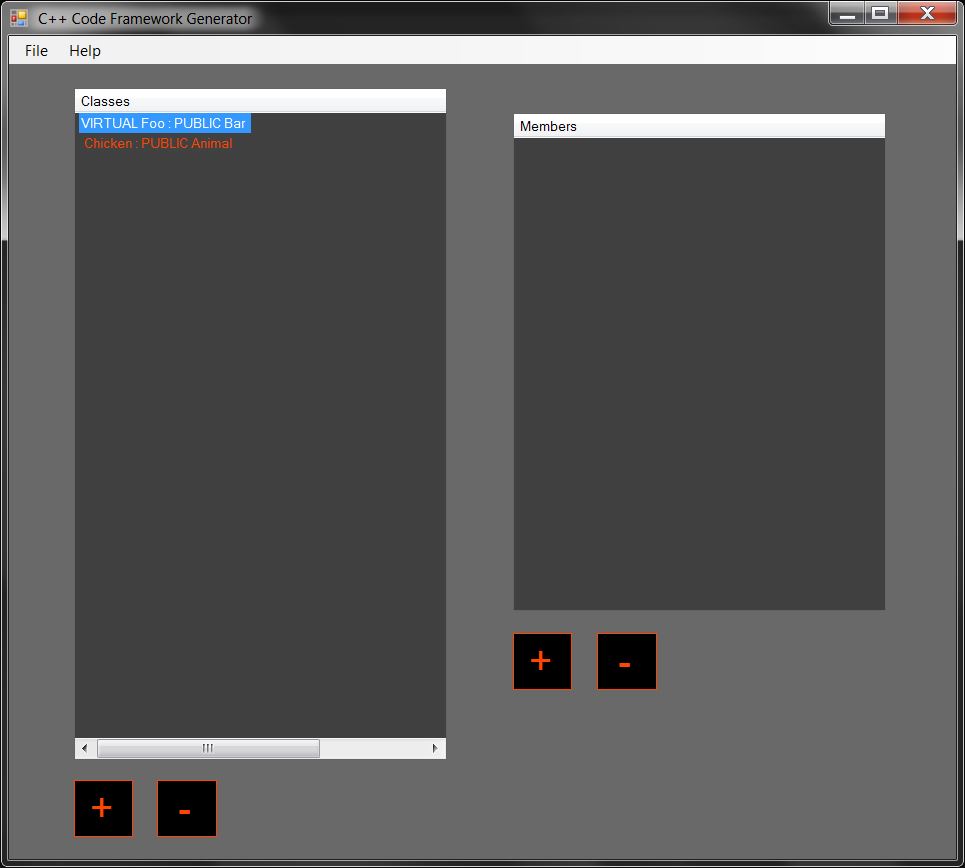 C++ Code Framework Generator
File Help
Classes
VIRTUAL Foo : PUBLIC Bar
Chicken : PUBLIC Animal
Members
+ -
+ -